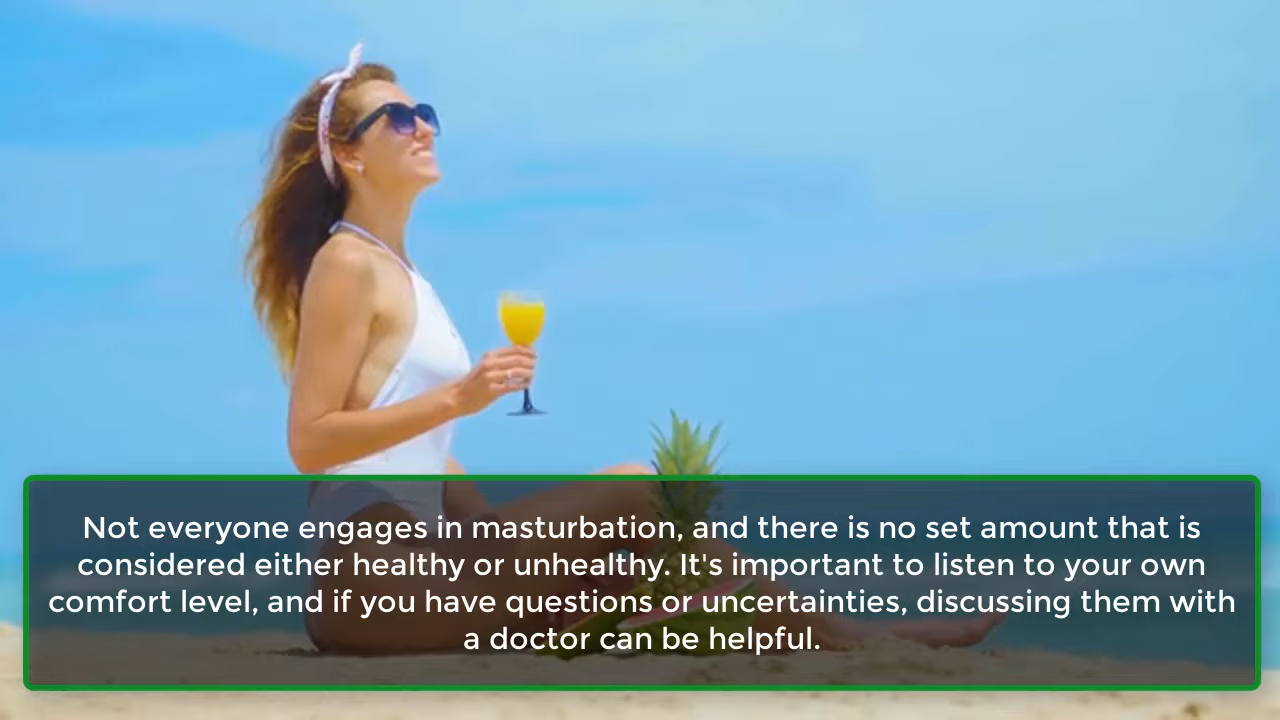 Not everyone engages in masturbation, and there is no set amount that is
considered either healthy or unhealthy. It's important to listen to your own
comfort level, and if you have questions or uncertainties, discussing them with
a doctor can be helpful.